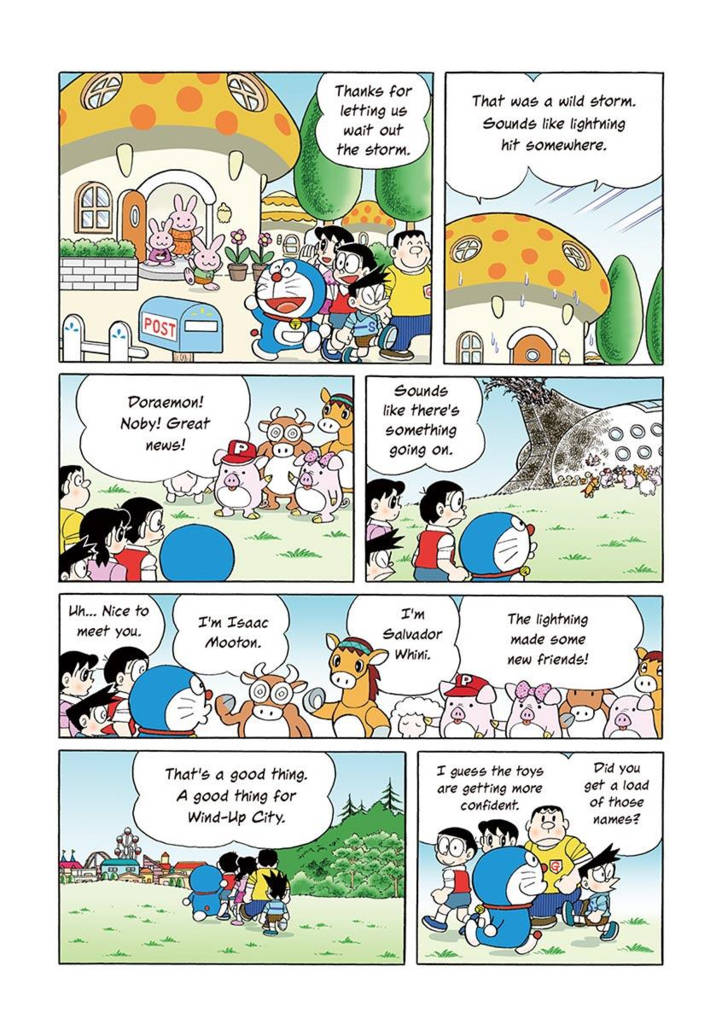 That was a wild storm.
Sounds like lightning
hit somewhere.
Thanks for
letting us
wait out
the storm.
POST
G
S
Sounds
like there's
something
going on.
Doraemon!
Noby! Great
news!
P
The lightning
made some
new friends!
I'm
Salvador
Whini.
I'm Isaac
Mooton.
Uh... Nice to
meet you.
P
Did you
get a load
of those
names?
I guess the toys
are getting more
confident.
G
That's a good thing.
A good thing for
Wind-Up City.